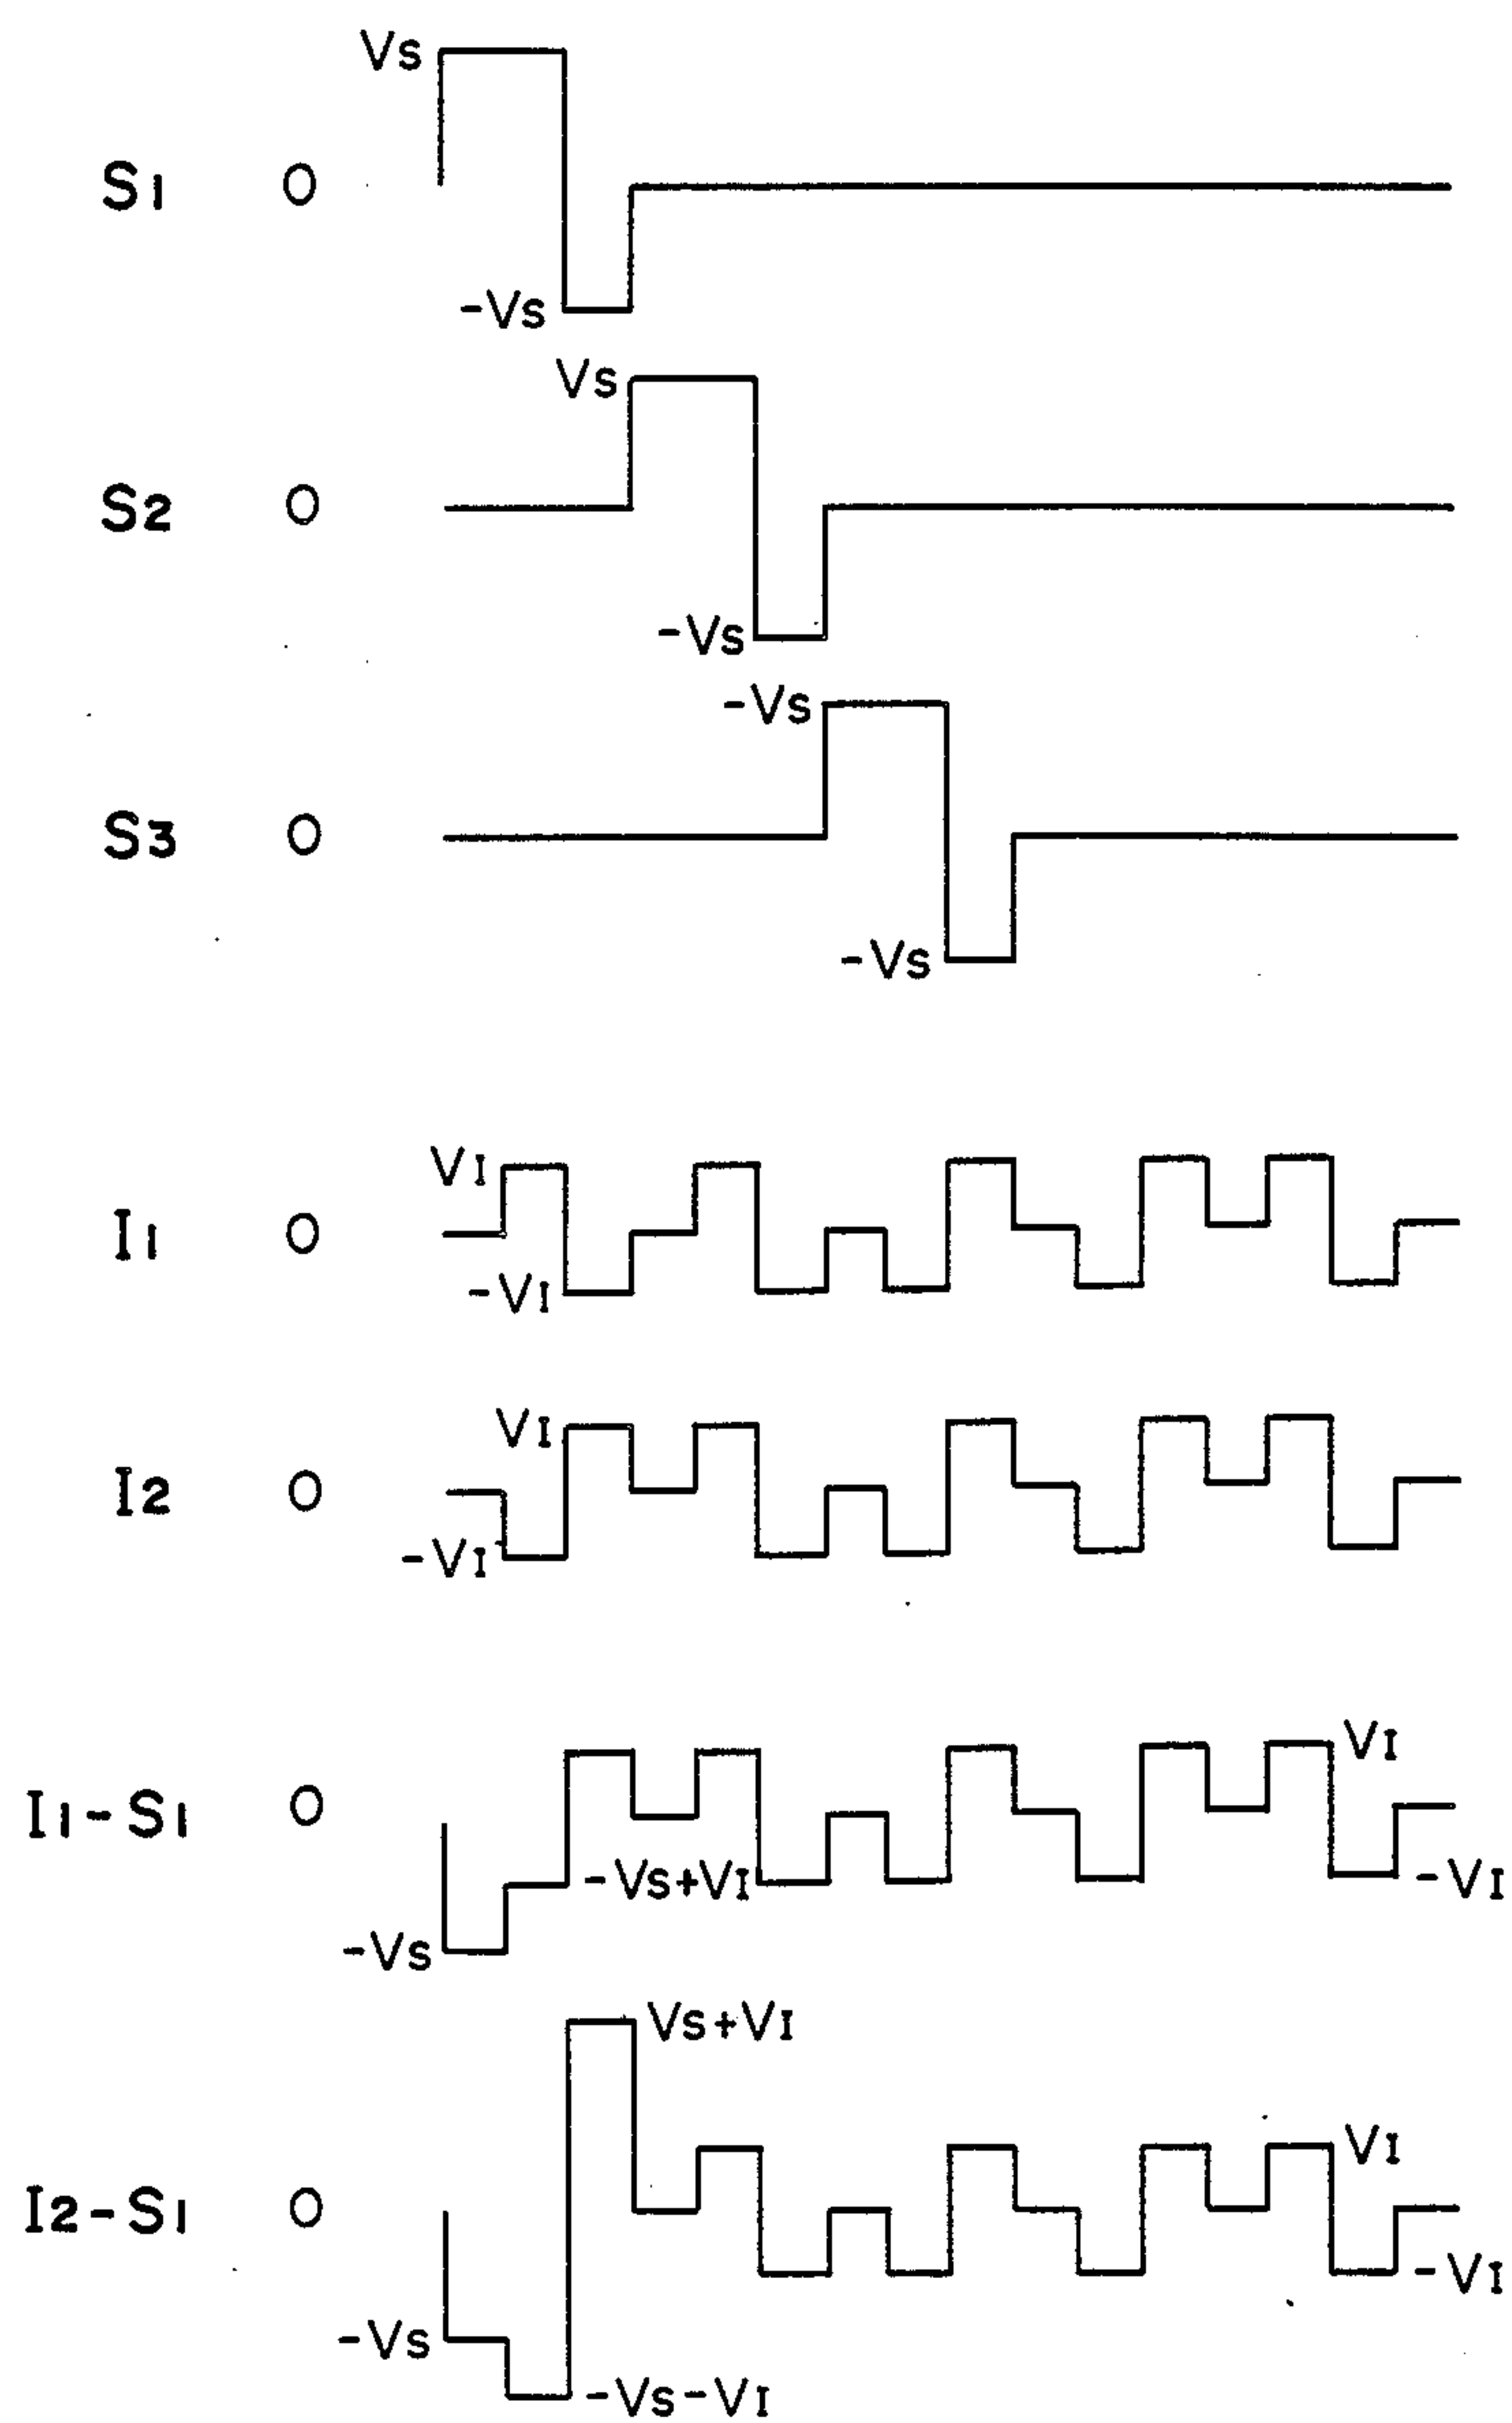 Vs
S1 0
-Vs
Vs
S2 0
-Vs
-Vs
S3 0
-Vs
VI
I1 0
-VI
VI
I2 0
-VI
VI
I1-S1 0
-Vs+VI -VI
-Vs
Vs+VI
VI
I2-S1 0
-VI
-Vs
-Vs-VI